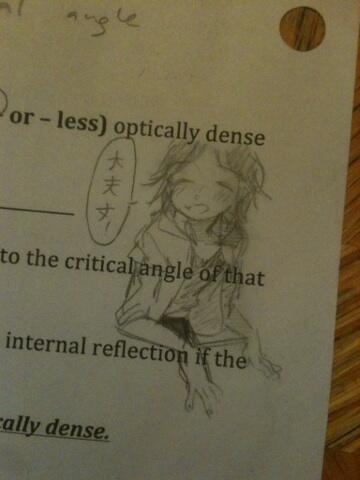 angle
or – less) optically dense
大丈夫!
to the critical angle of that
internal reflection if the
cally dense.